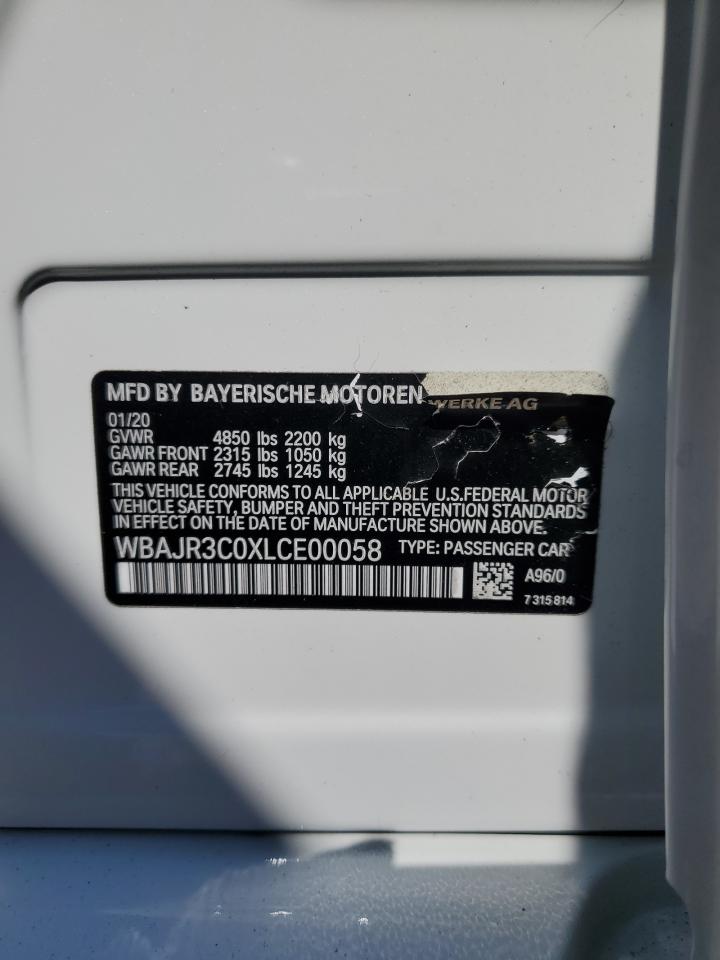 MFD BY BAYERISCHE MOTOREN WERKE AG
01/20
GVWR 4850 lbs 2200 kg
GAWR FRONT 2315 lbs 1050 kg
GAWR REAR 2745 lbs 1245 kg
THIS VEHICLE CONFORMS TO ALL APPLICABLE U.S.FEDERAL MOTOR
VEHICLE SAFETY, BUMPER AND THEFT PREVENTION STANDARDS
IN EFFECT ON THE DATE OF MANUFACTURE SHOWN ABOVE.
WBAJR3C0XLCE00058 TYPE: PASSENGER CAR
A96/0
7 315 814